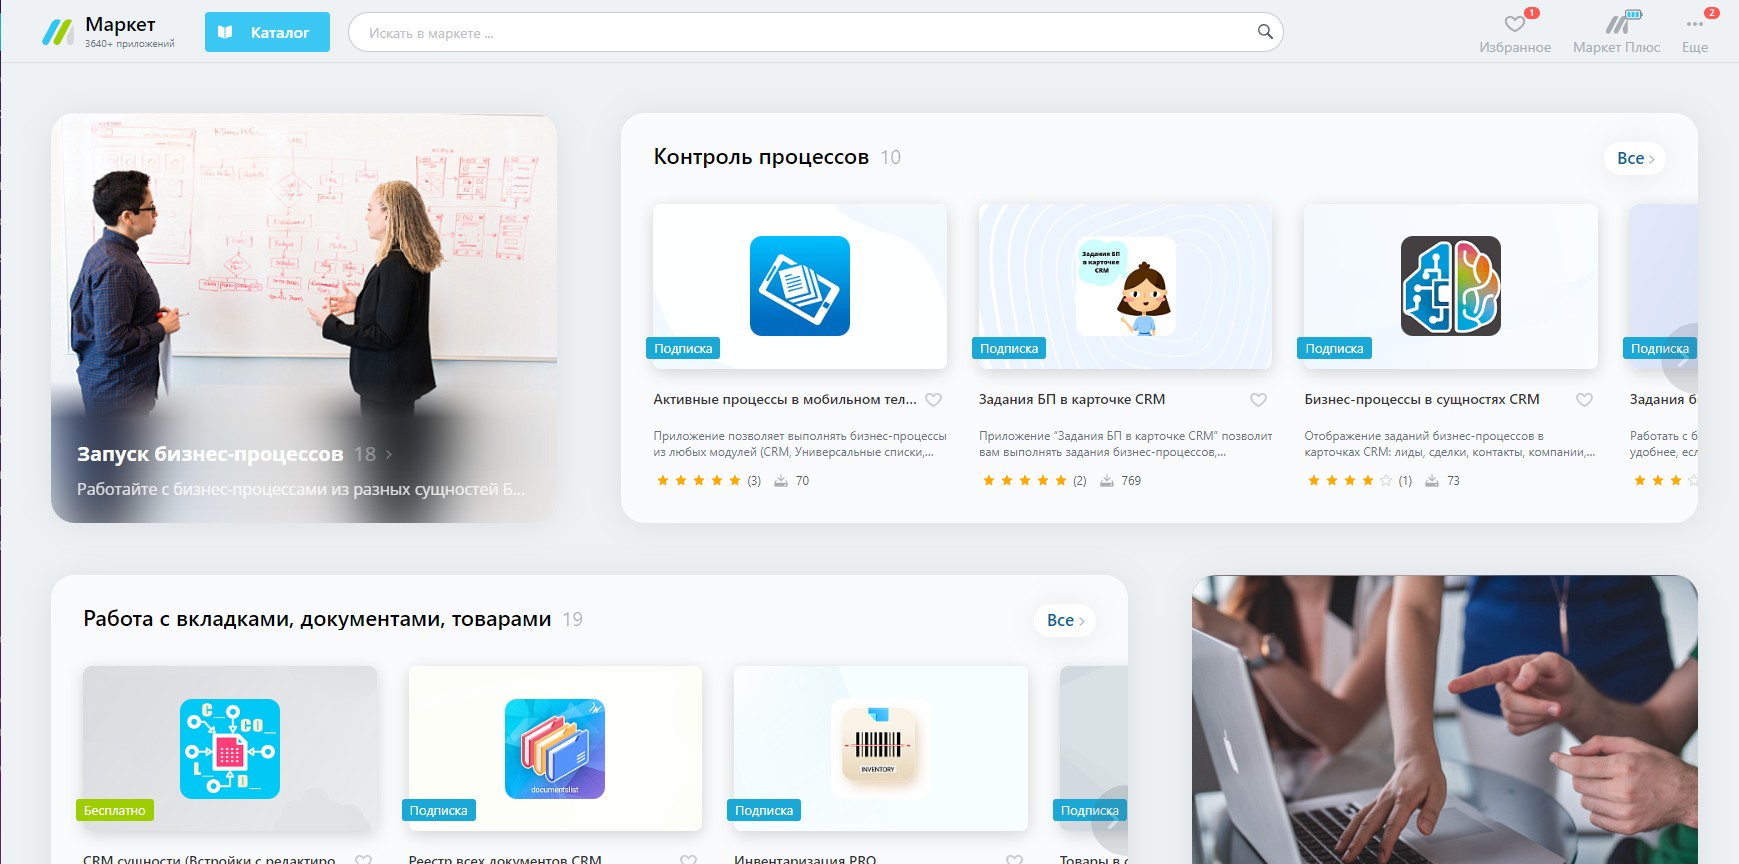 Маркет
3640+ приложений
Каталог
Искать в маркете ...
1
Избранное
Маркет Плюс
2
Еще
Запуск бизнес-процессов 18
Работайте с бизнес-процессами из разных сущностей Б...
Контроль процессов 10
Все
Подписка
Активные процессы в мобильном тел...
Приложение позволяет выполнять бизнес-процессы
из любых модулей (CRM, Универсальные списки,...
(3) 70
Задания БП
в карточке
CRM
Подписка
Задания БП в карточке CRM
Приложение "Задания БП в карточке CRM" позволит
вам выполнять задания бизнес-процессов,...
(2) 769
Подписка
Бизнес-процессы в сущностях CRM
Отображение заданий бизнес-процессов в
карточках CRM: лиды, сделки, контакты, компании,...
(1) 73
Подписка
Задания б
Работать с б
удобнее, есл
Работа с вкладками, документами, товарами 19
Все
C_
CO_
L_
D_
Бесплатно
CRM сущности (Встройки с редактиро...
documentslist
Подписка
Реестр всех документов CRM
INVENTORY
Подписка
Инвентаризация PRO
Подписка
Товары в с